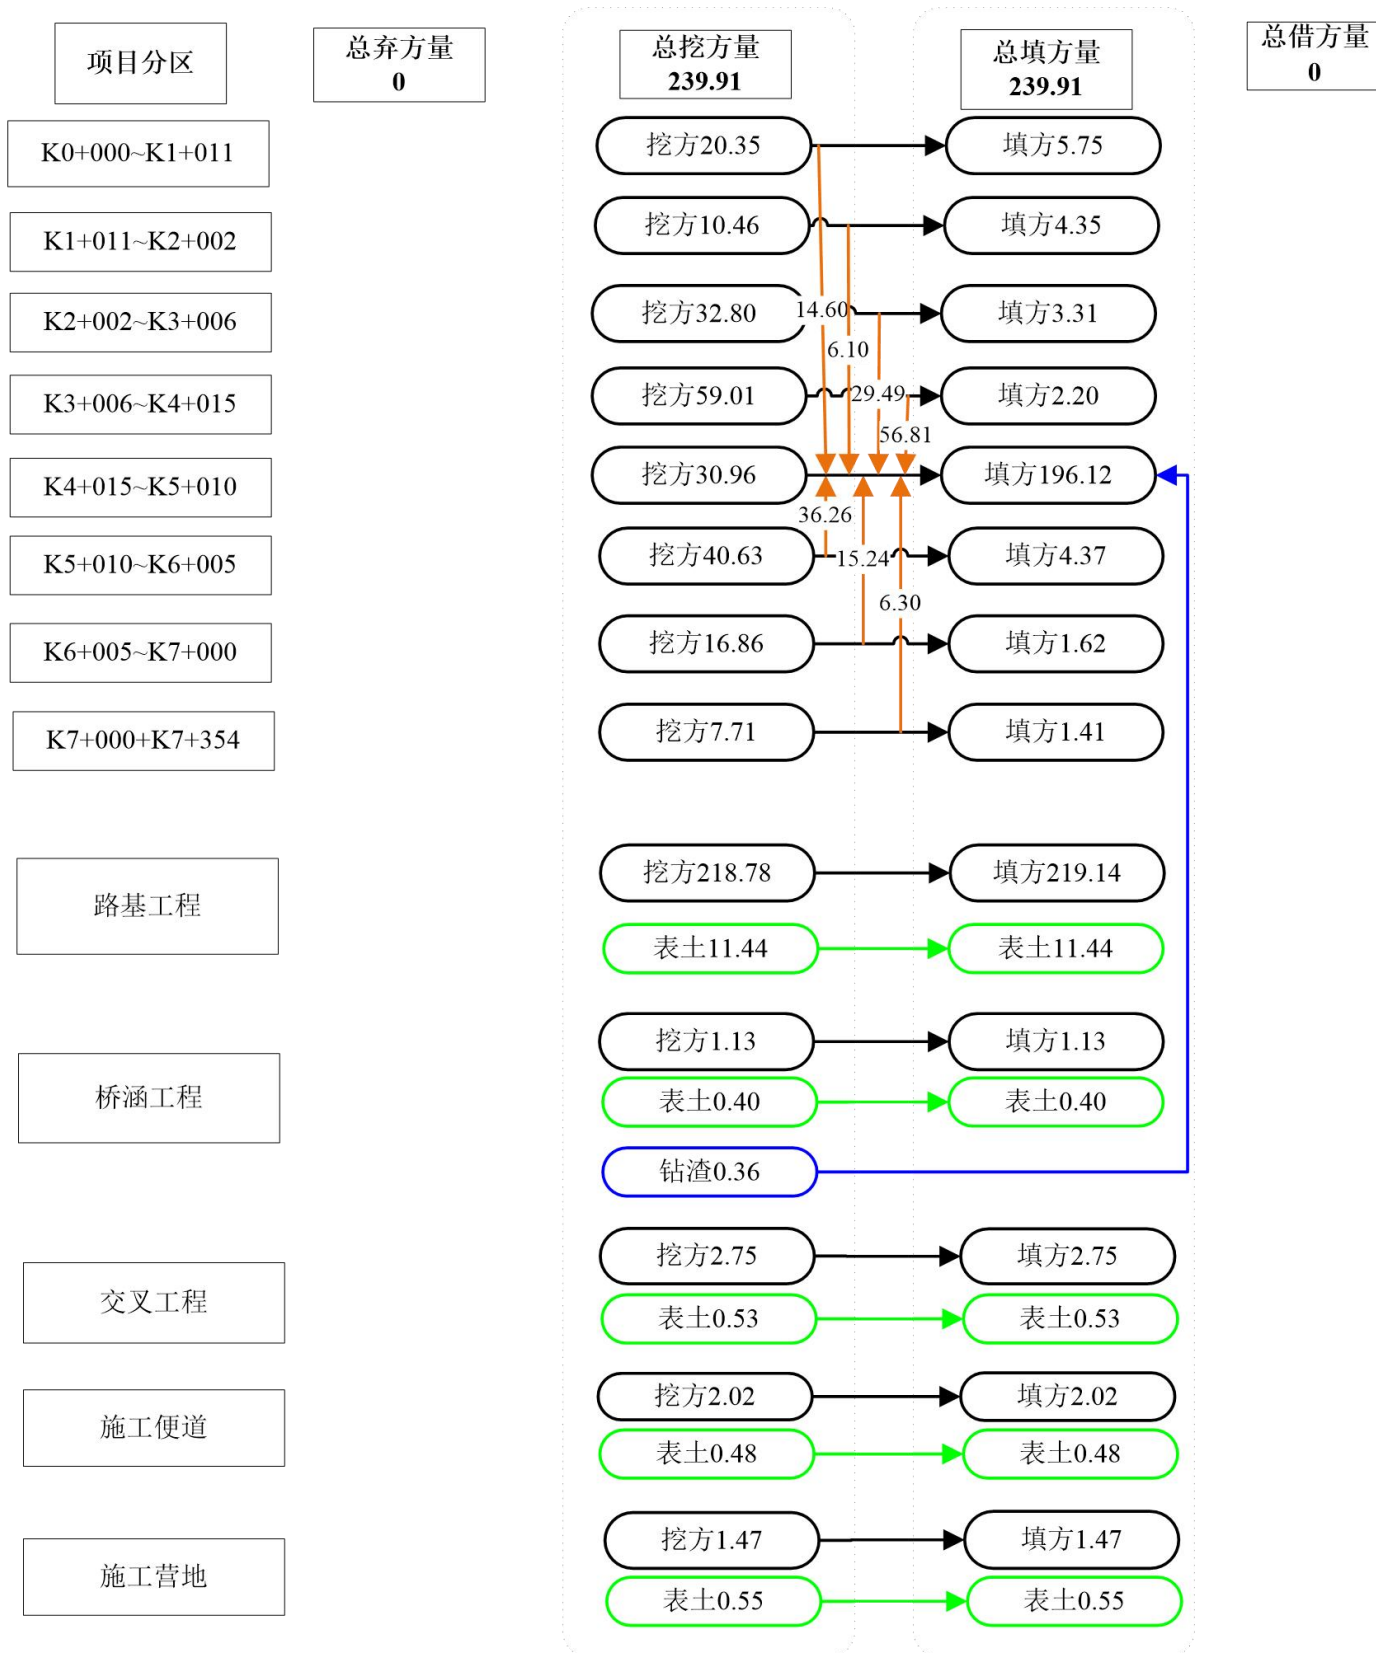 项目分区
总弃方量
0
总挖方量
239.91
总填方量
239.91
总借方量
0
K0+000~K1+011
挖方20.35
填方5.75
K1+011~K2+002
挖方10.46
填方4.35
K2+002~K3+006
挖方32.80
14.60
填方3.31
6.10
K3+006~K4+015
挖方59.01
29.49
填方2.20
56.81
K4+015~K5+010
挖方30.96
填方196.12
36.26
K5+010~K6+005
挖方40.63
15.24
填方4.37
6.30
K6+005~K7+000
挖方16.86
填方1.62
K7+000+K7+354
挖方7.71
填方1.41
路基工程
挖方218.78
填方219.14
表土11.44
表土11.44
桥涵工程
挖方1.13
填方1.13
表土0.40
表土0.40
钻渣0.36
交叉工程
挖方2.75
填方2.75
表土0.53
表土0.53
施工便道
挖方2.02
填方2.02
表土0.48
表土0.48
施工营地
挖方1.47
填方1.47
表土0.55
表土0.55